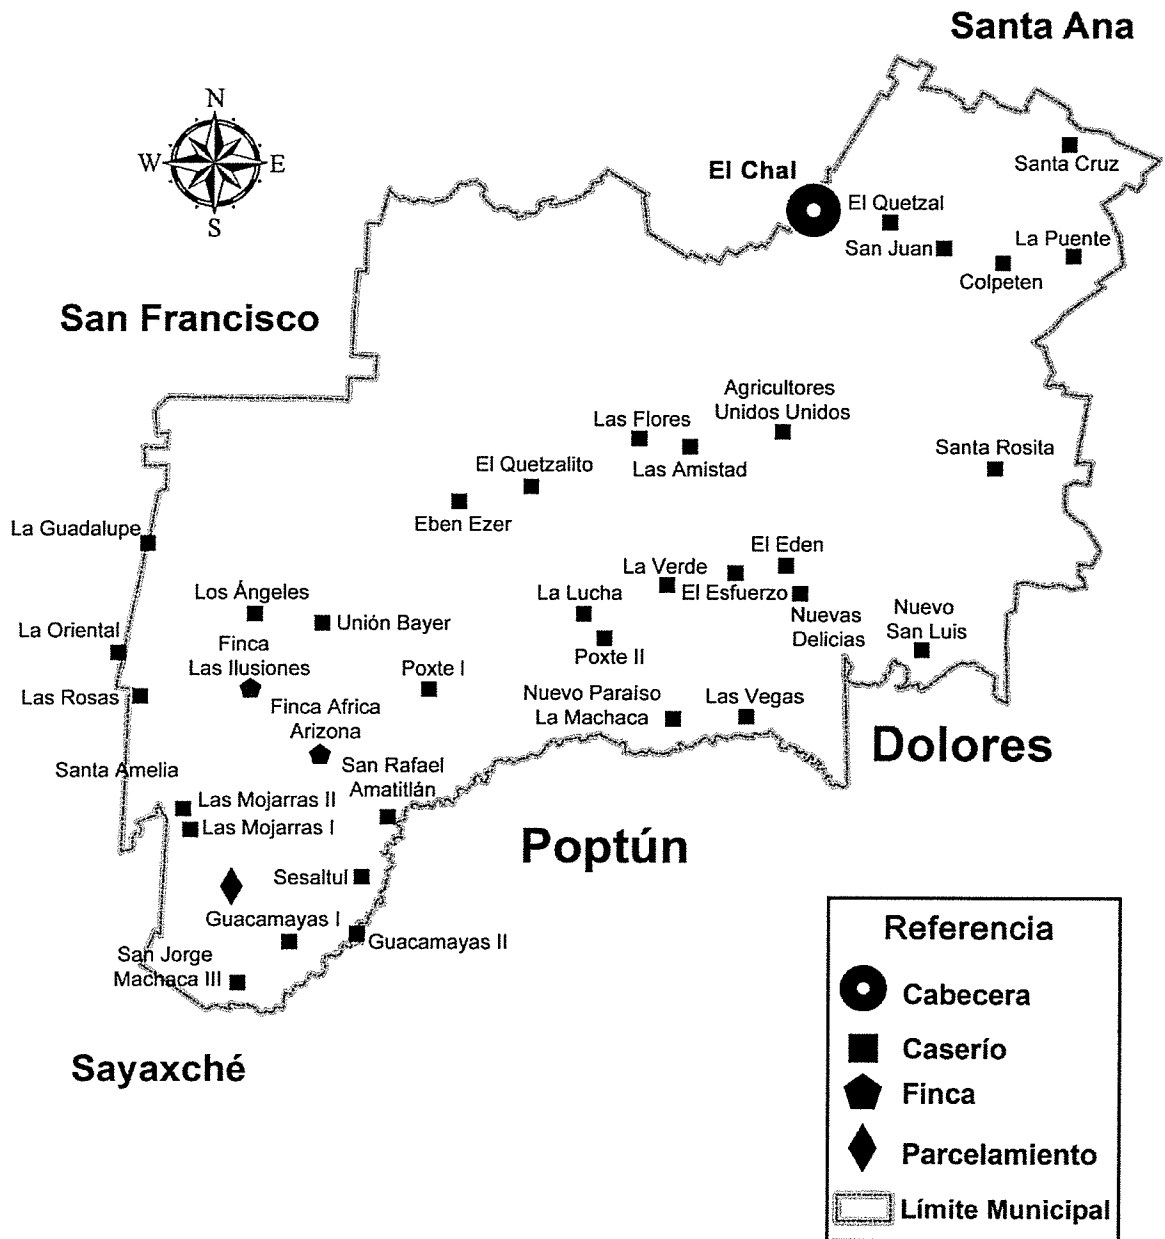 Santa Ana
N
W
E
S
El Chal
Santa Cruz
El Quetzal
San Juan
La Puente
Colpeten
San Francisco
Agricultores
Unidos Unidos
Las Flores
Las Amistad
Santa Rosita
El Quetzalito
Eben Ezer
La Guadalupe
El Eden
La Verde
El Esfuerzo
Los Ángeles
La Lucha
Nuevas
Delicias
Nuevo
San Luis
Unión Bayer
La Oriental
Finca
Las Ilusiones
Poxte II
Poxte I
Las Rosas
Finca Africa
Arizona
Nuevo Paraíso
La Machaca
Las Vegas
Dolores
Santa Amelia
San Rafael
Amatitlán
Las Mojarras II
Las Mojarras I
Poptún
Sesaltul
Guacamayas I
Guacamayas II
San Jorge
Machaca III
Sayaxché
Referencia
Cabecera
Caserío
Finca
Parcelamiento
Límite Municipal